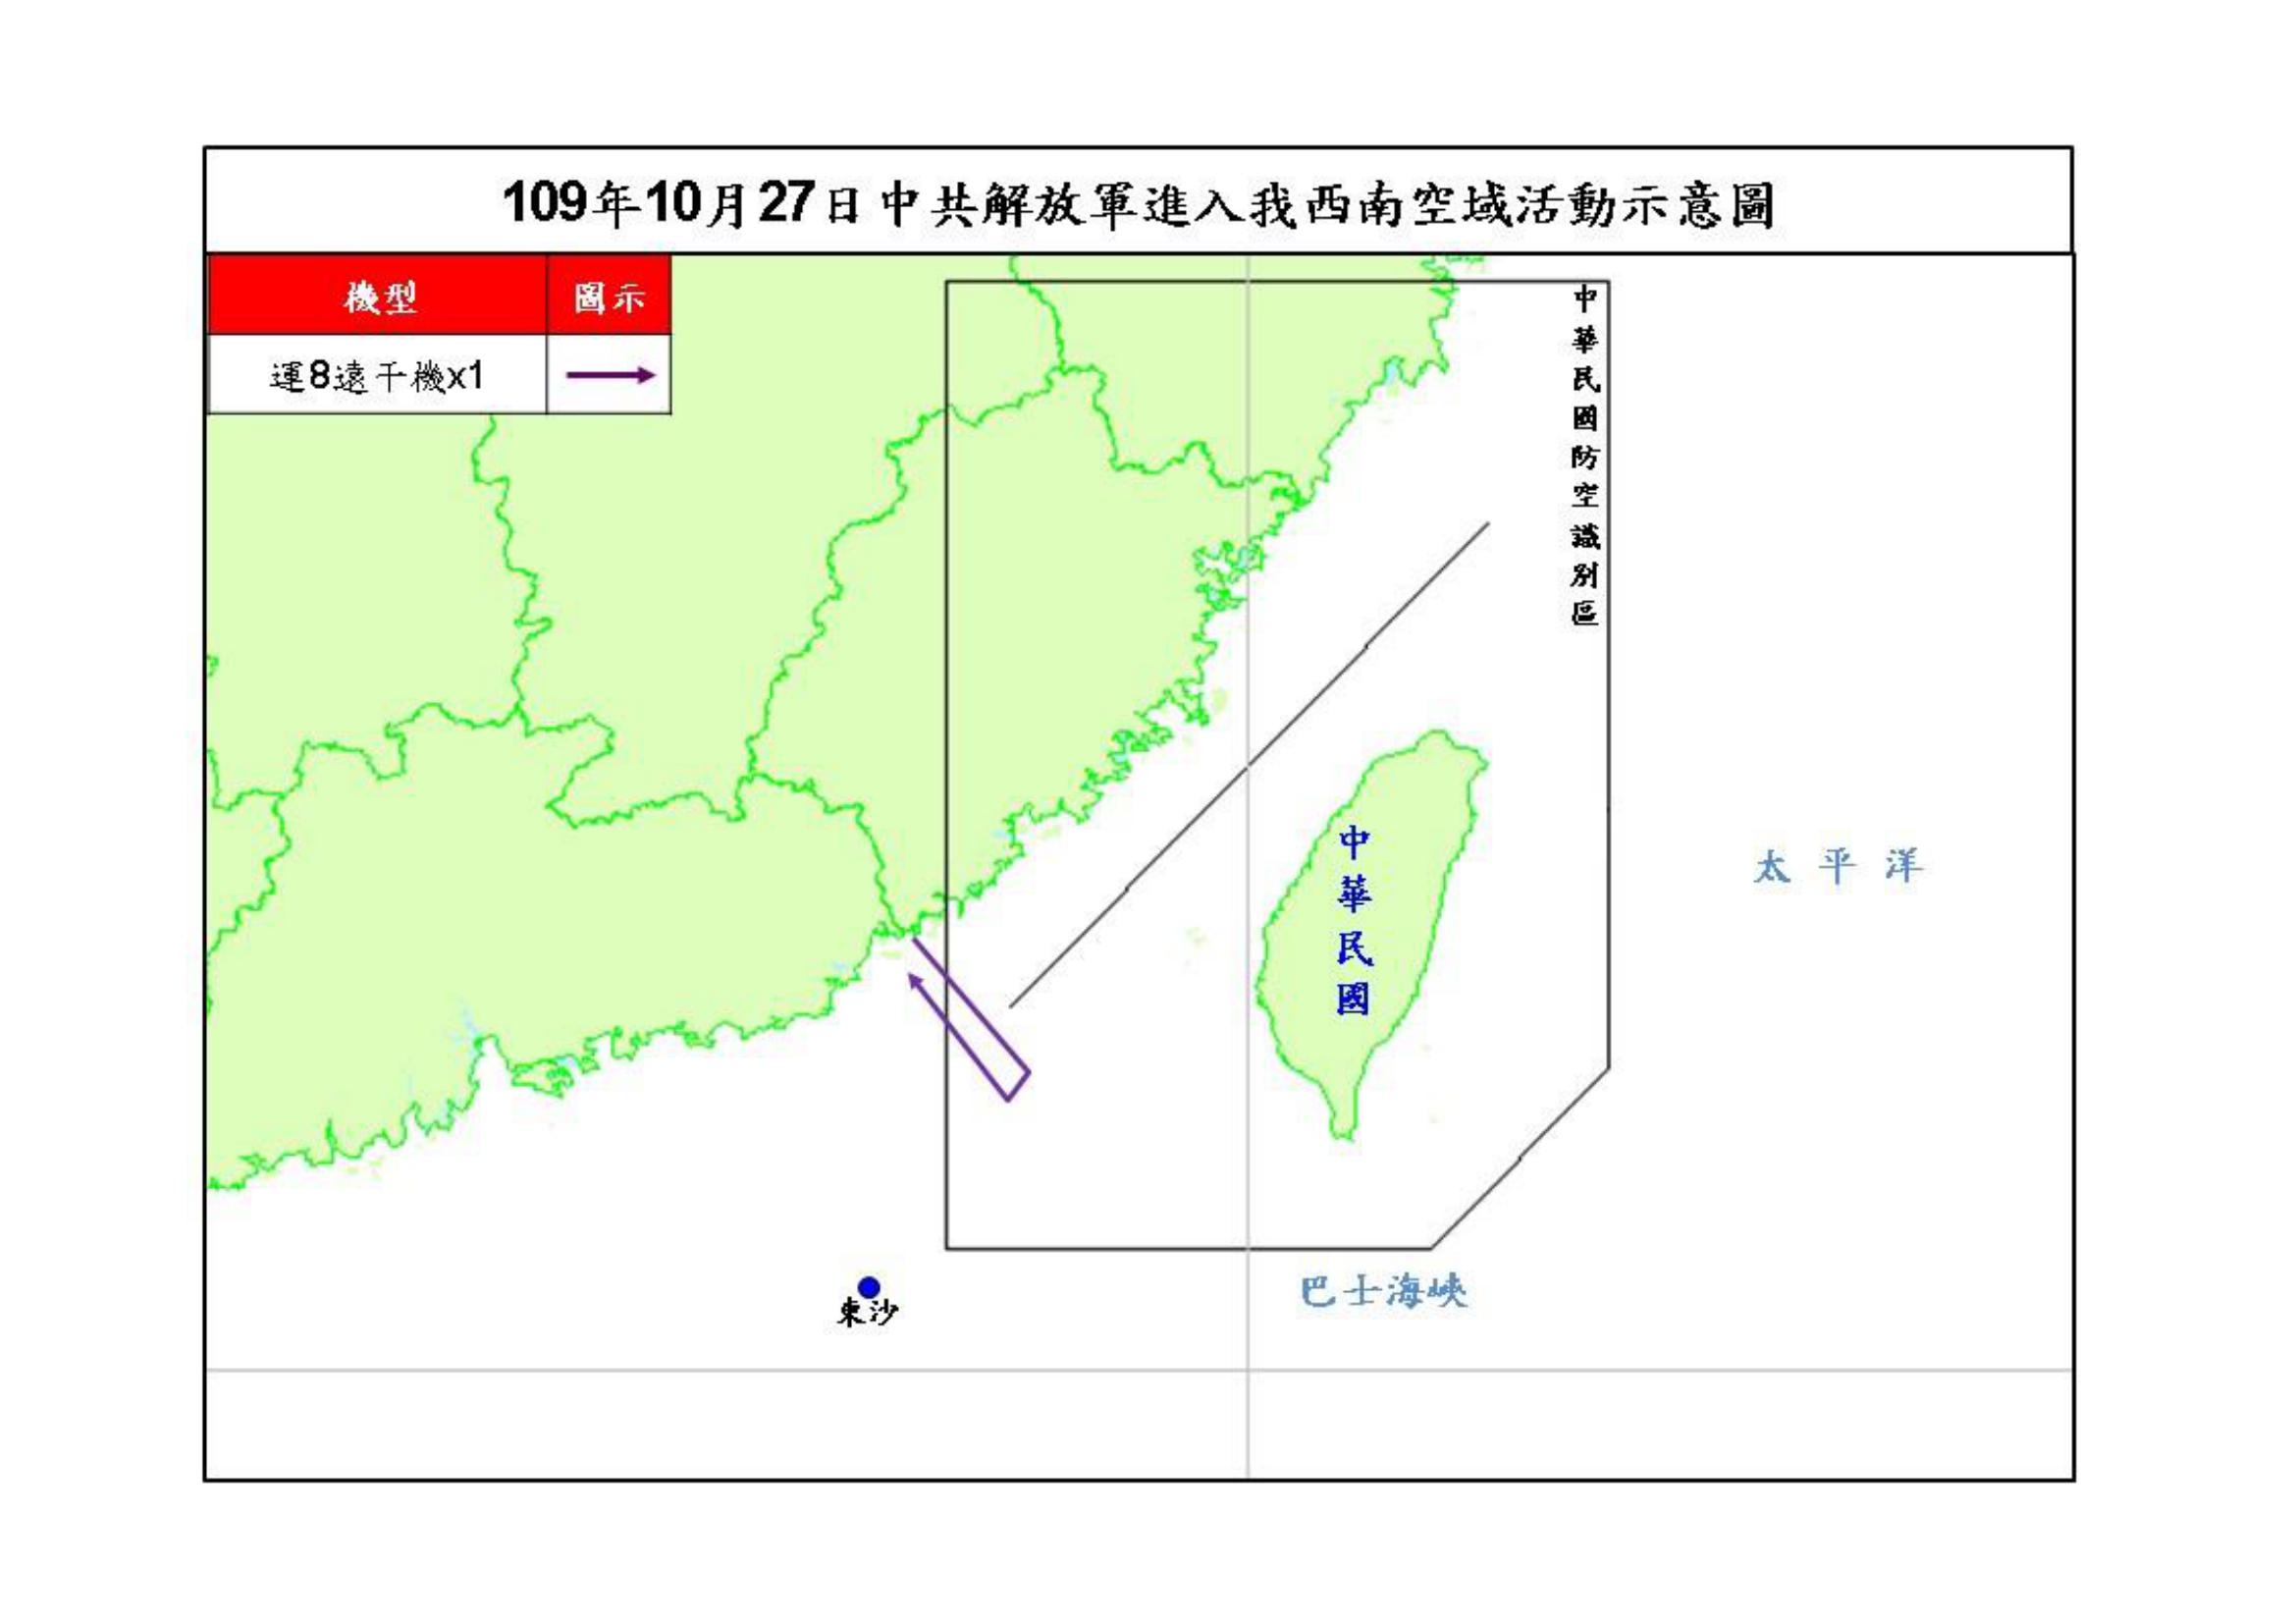 109年10月27日中共解放軍進入我西南空域活動示意圖
機型 圖示
運8遠干機x1
中華民國防空識別區
中華民國
太平洋
巴士海峽
東沙